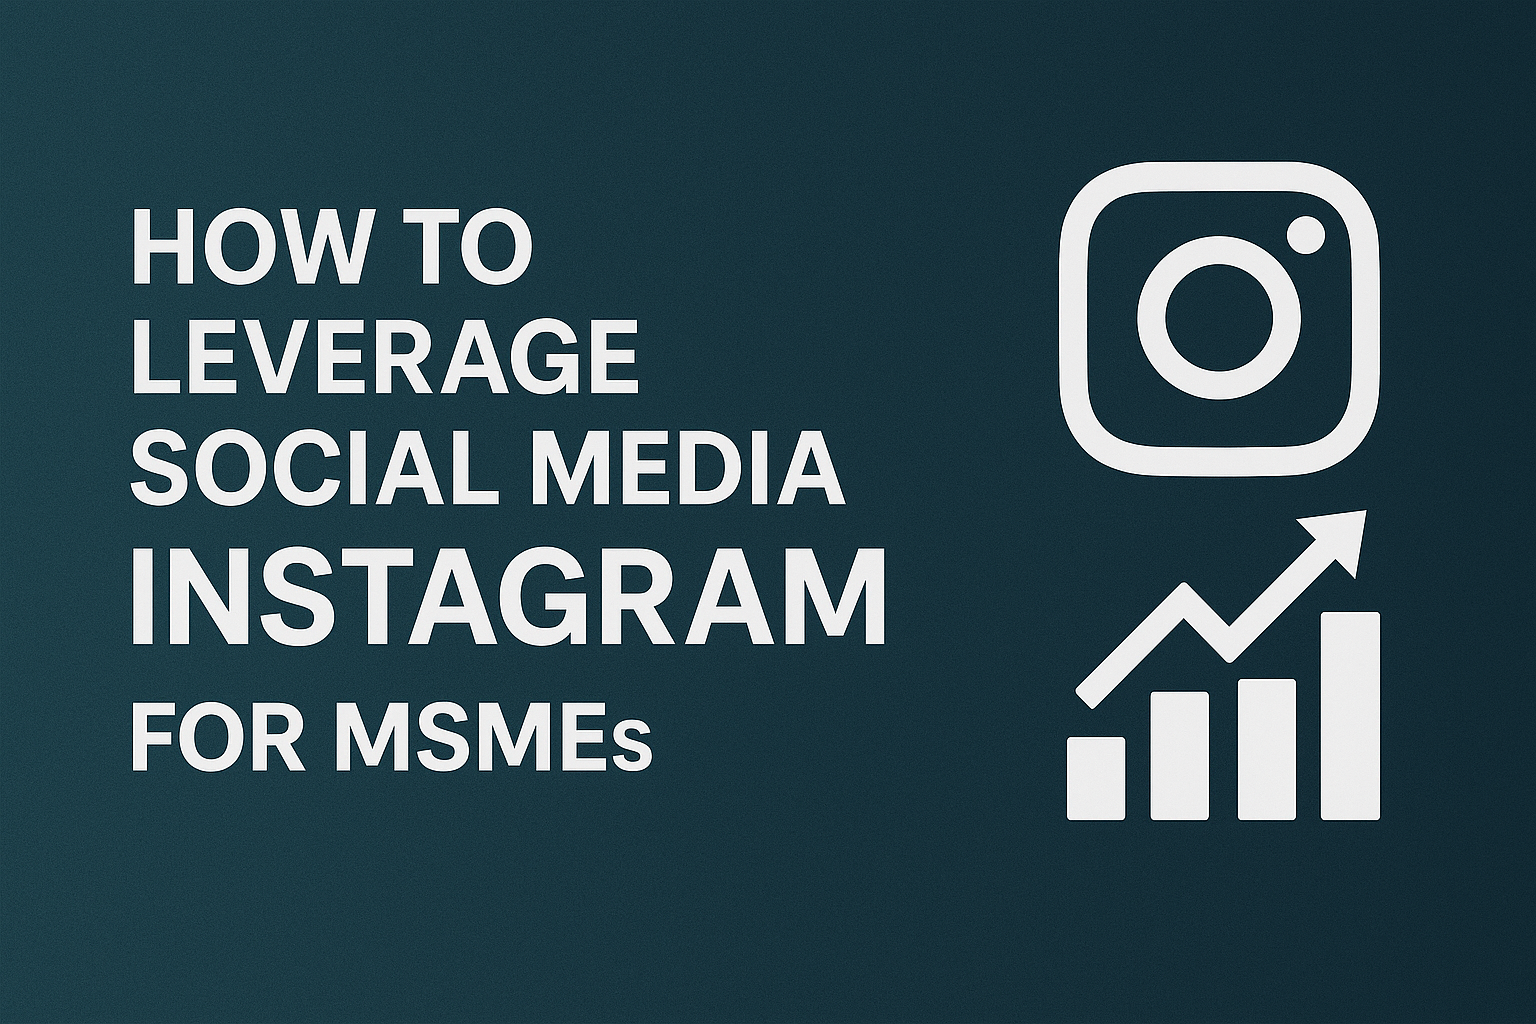 HOW TO
LEVERAGE
SOCIAL MEDIA
INSTAGRAM
FOR MSMEs